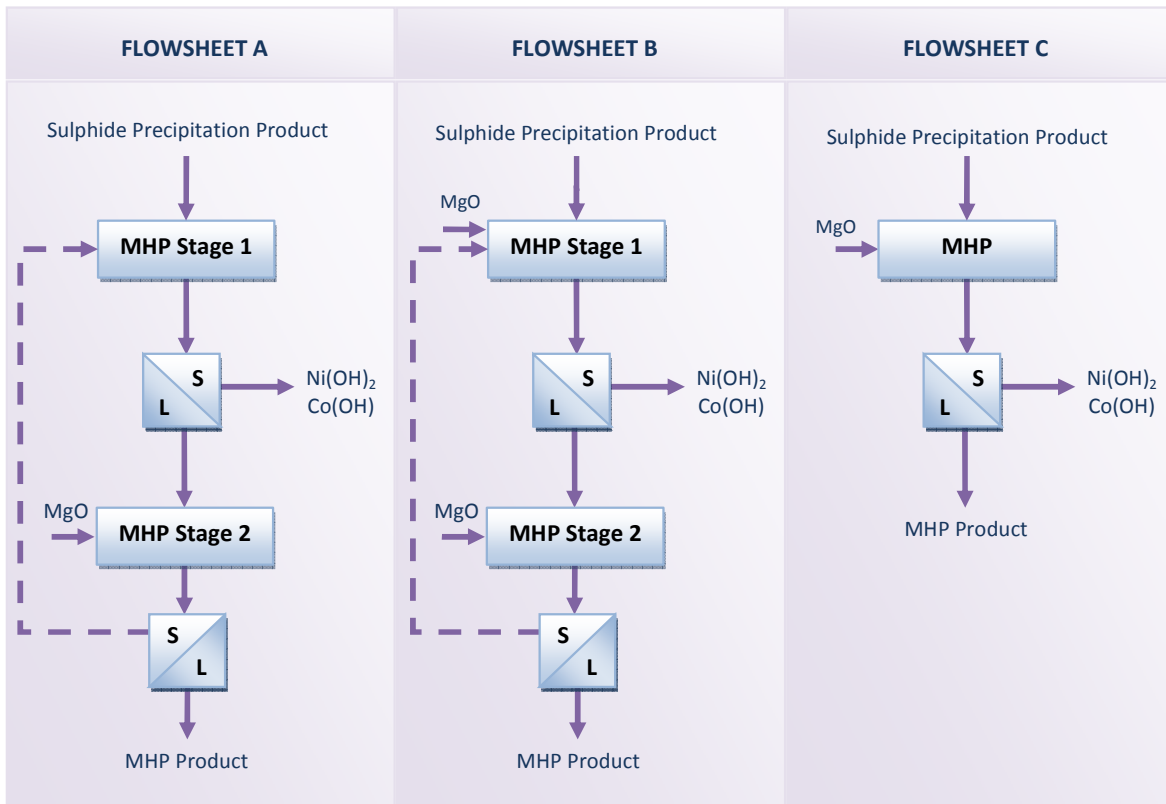 FLOWSHEET A
Sulphide Precipitation Product
MHP Stage 1
S
L
Ni(OH)₂
Co(OH)
MgO
MHP Stage 2
S
L
MHP Product
FLOWSHEET B
Sulphide Precipitation Product
MgO
MHP Stage 1
S
L
Ni(OH)₂
Co(OH)
MgO
MHP Stage 2
S
L
MHP Product
FLOWSHEET C
Sulphide Precipitation Product
MgO
MHP
S
L
Ni(OH)₂
Co(OH)
MHP Product